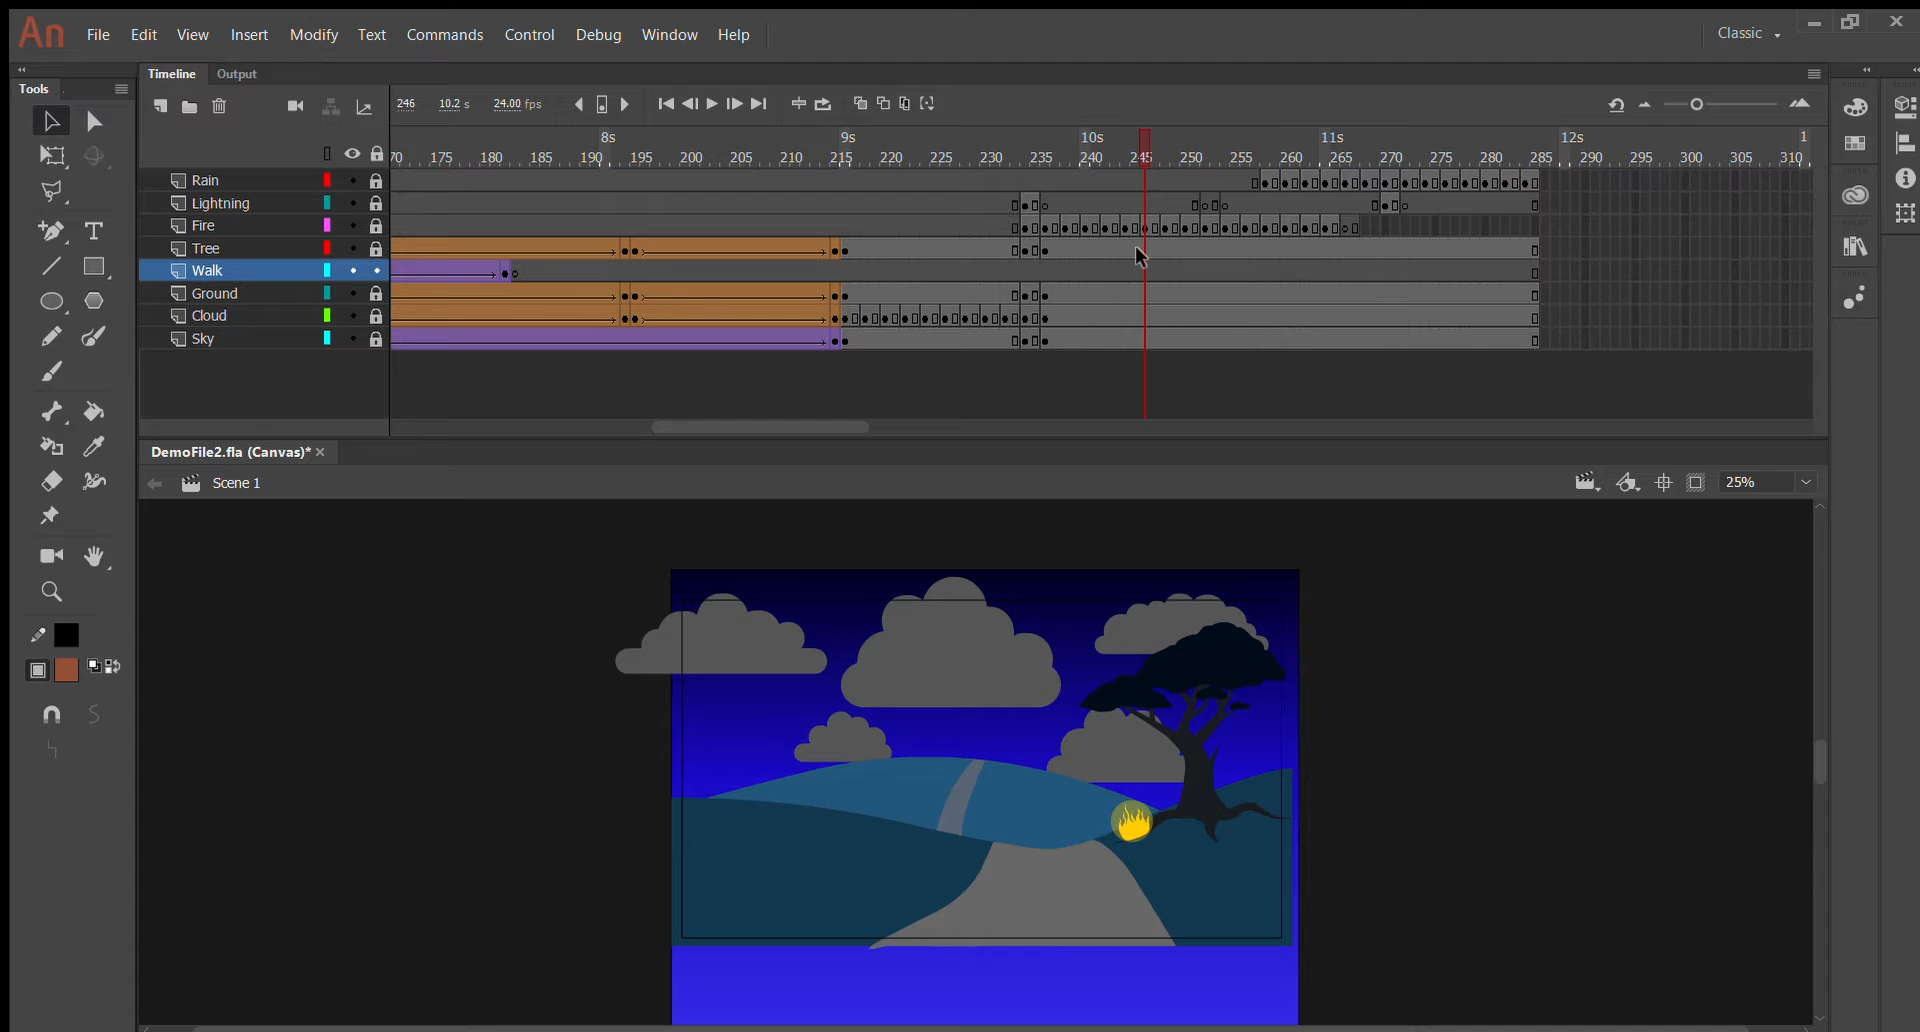 An File Edit View Insert Modify Text Commands Control Debug Window Help Classic
Tools
Timeline Output
246 10.2 s 24.00 fps
8s 9s 10s 11s 12s 1
70 175 180 185 190 195 200 205 210 215 220 225 230 235 240 245 250 255 260 265 270 275 280 285 290 295 300 305 310
Rain
Lightning
Fire
Tree
Walk
Ground
Cloud
Sky
DemoFile2.fla (Canvas)*
Scene 1
25%